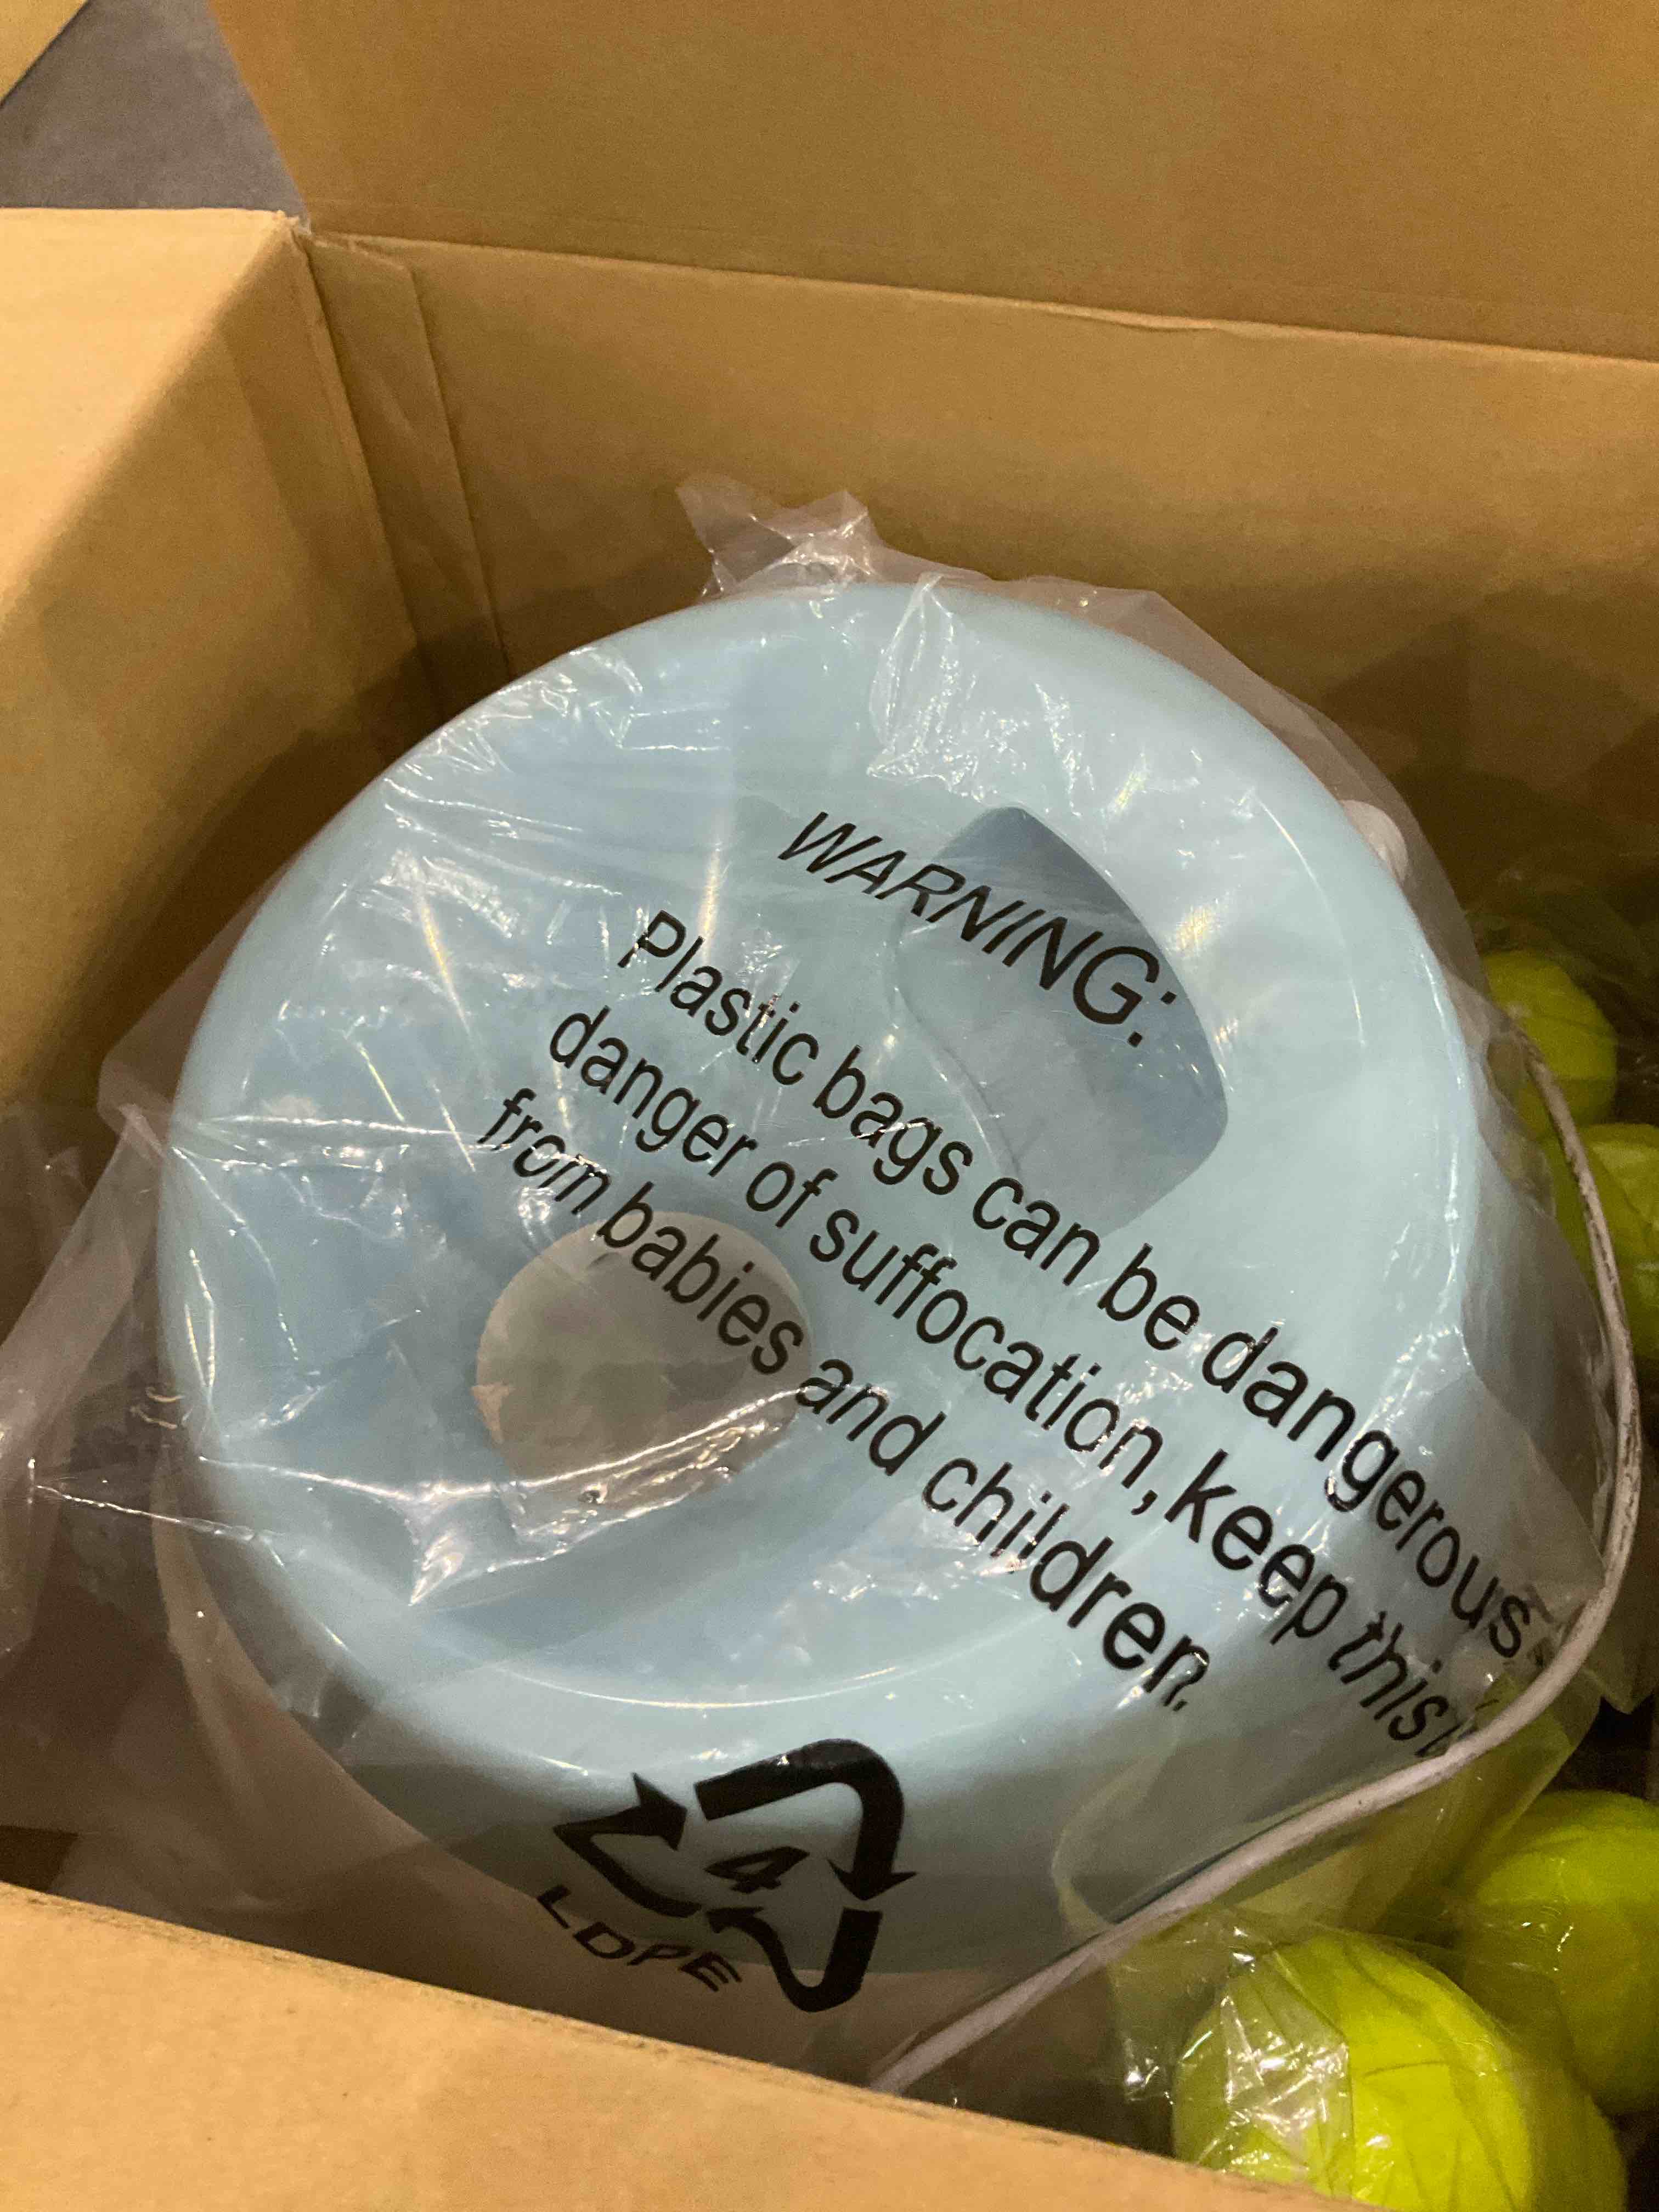 WARNING:
Plastic bags can be dangerous
danger of suffocation, keep this
from babies and children.
4
LDPE